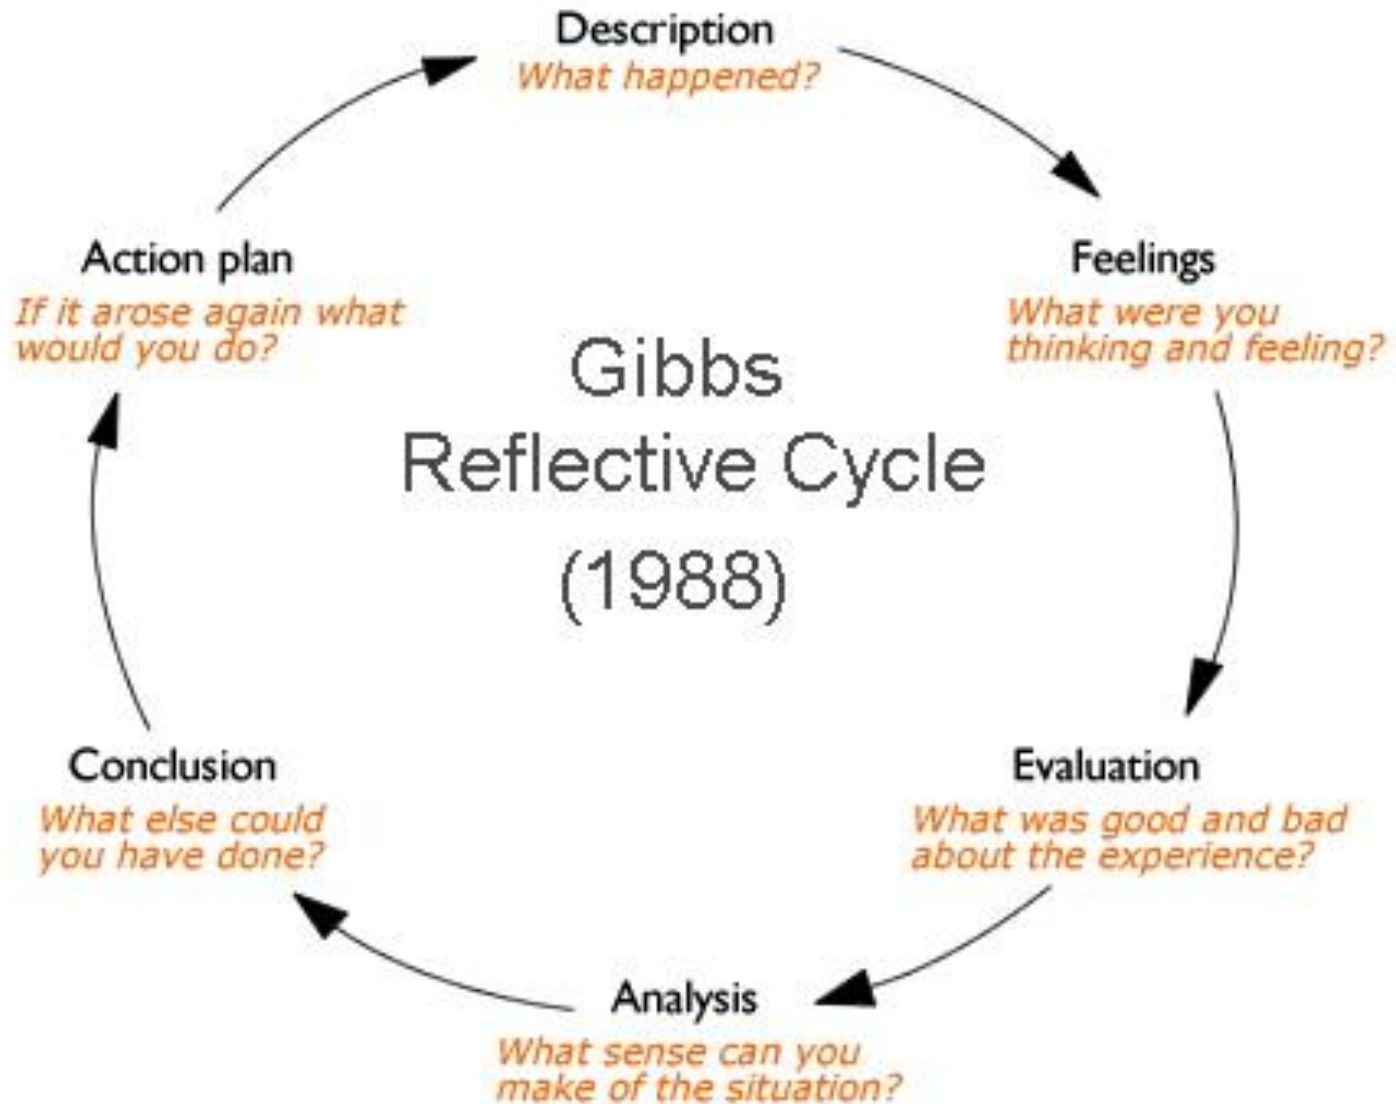 Description
What happened?
Feelings
What were you
thinking and feeling?
Evaluation
What was good and bad
about the experience?
Analysis
What sense can you
make of the situation?
Conclusion
What else could
you have done?
Action plan
If it arose again what
would you do?
Gibbs
Reflective Cycle
(1988)